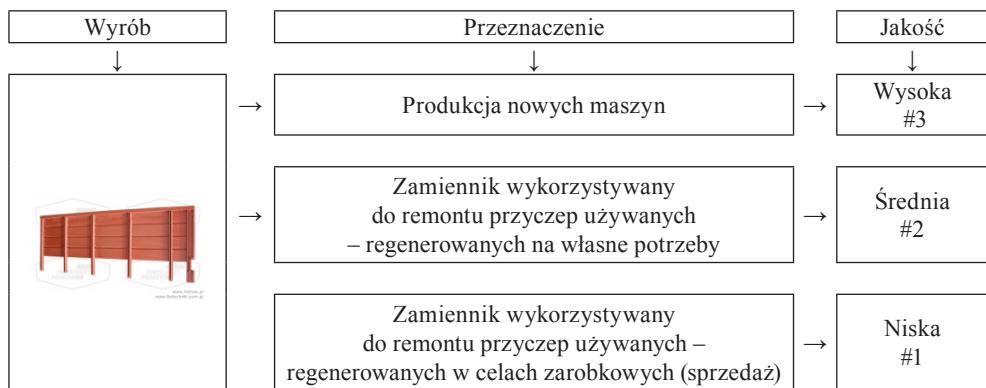 Wyrób
Przeznaczenie
Jakość
↓
↓
↓
→
Produkcja nowych maszyn
→
Wysoka
#3
→
Zamiennik wykorzystywany
do remontu przyczep używanych
– regenerowanych na własne potrzeby
→
Średnia
#2
Zamiennik wykorzystywany
do remontu przyczep używanych –
regenerowanych w celach zarobkowych (sprzedaż)
→
Niska
#1